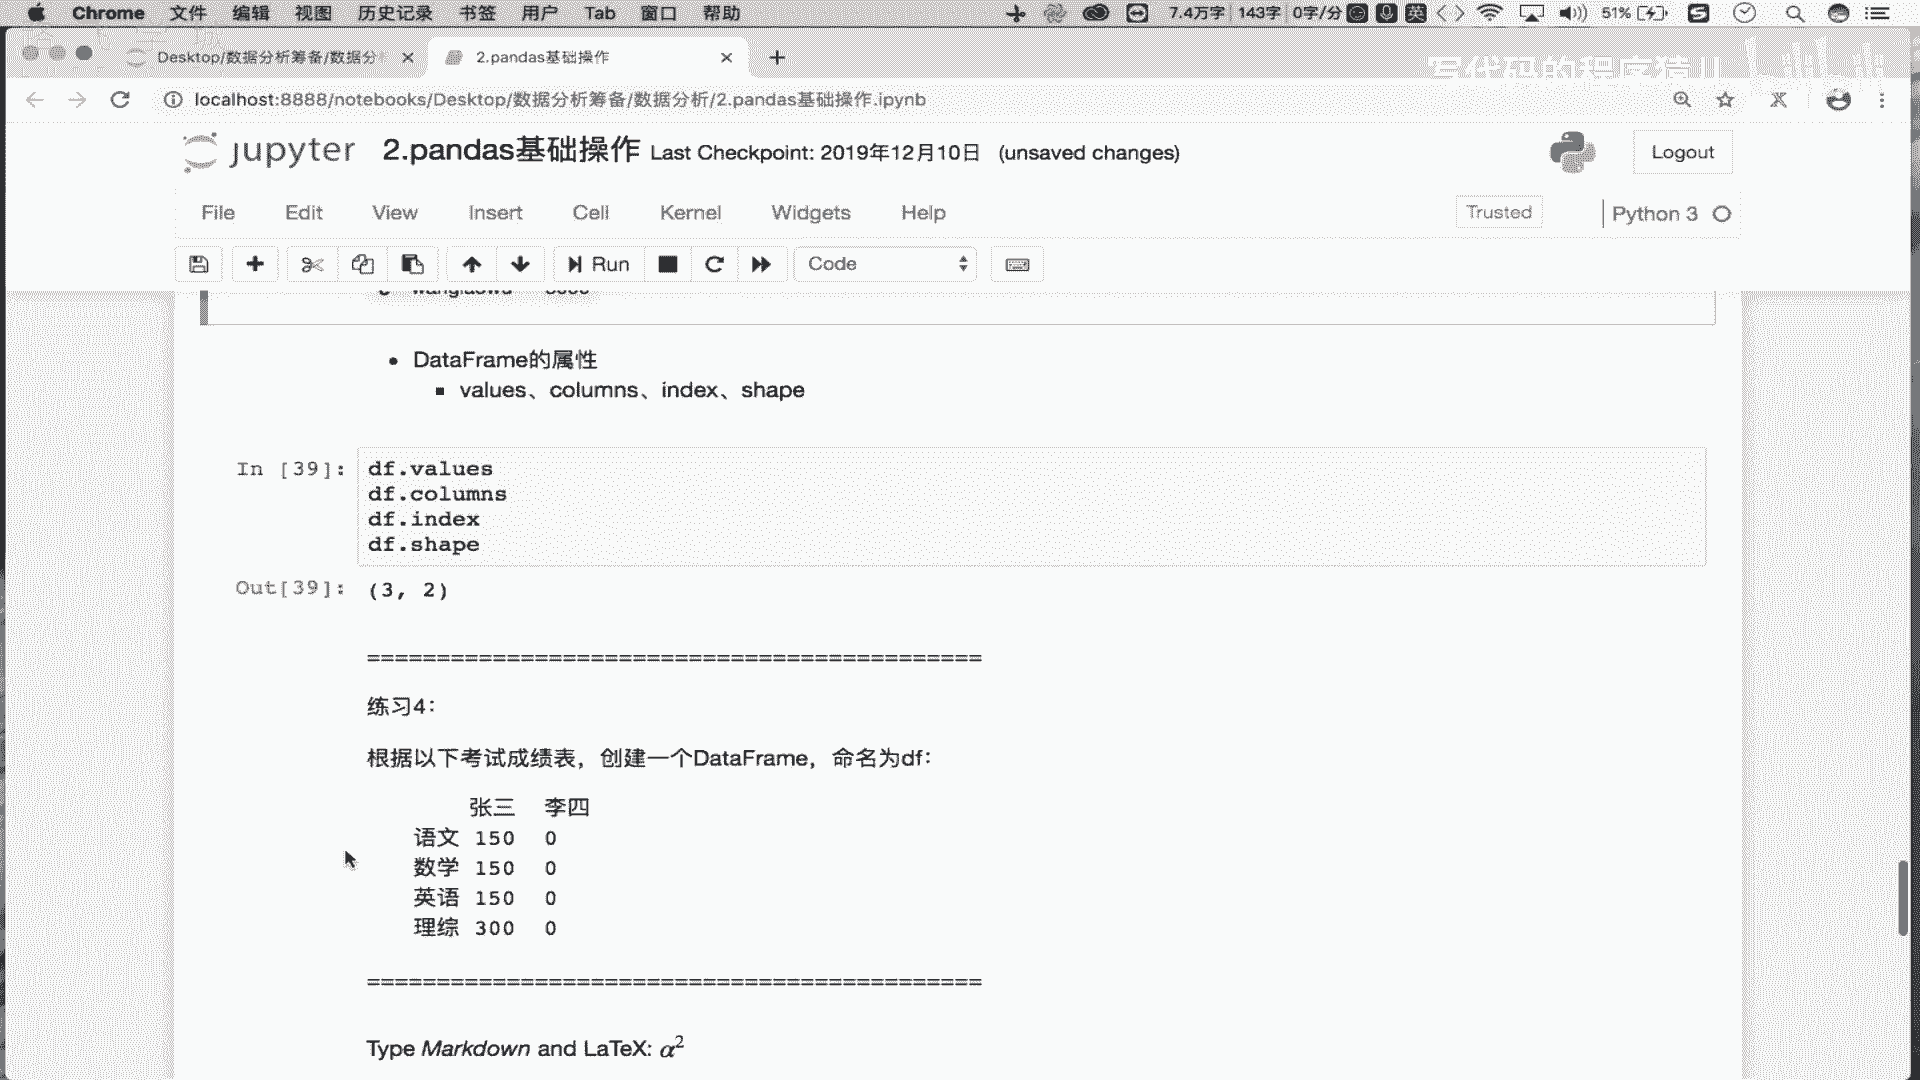 Chrome 文件 编辑 视图 历史记录 书签 用户 Tab 窗口 帮助 7.4万字 143字 0字/分 英 51%
Desktop/数据分析筹备/数据分 2.pandas基础操作
写代码的程序猿
localhost:8888/notebooks/Desktop/数据分析筹备/数据分析/2.pandas基础操作.ipynb
jupyter 2.pandas基础操作 Last Checkpoint: 2019年12月10日 (unsaved changes) Logout
File Edit View Insert Cell Kernel Widgets Help Trusted Python 3
Run Code
DataFrame的属性
values、columns、index、shape
In [39]: df.values
df.columns
df.index
df.shape
Out[39]: (3, 2)
============================================
练习4：
根据以下考试成绩表，创建一个DataFrame，命名为df：
张三 李四
语文 150 0
数学 150 0
英语 150 0
理综 300 0
============================================
Type Markdown and LaTeX: α²